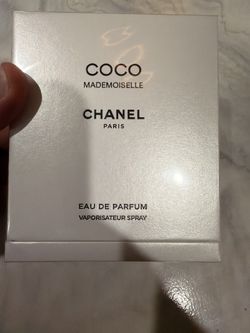 COCO
MADEMOISELLE
CHANEL
PARIS
EAU DE PARFUM
VAPORISATEUR SPRAY